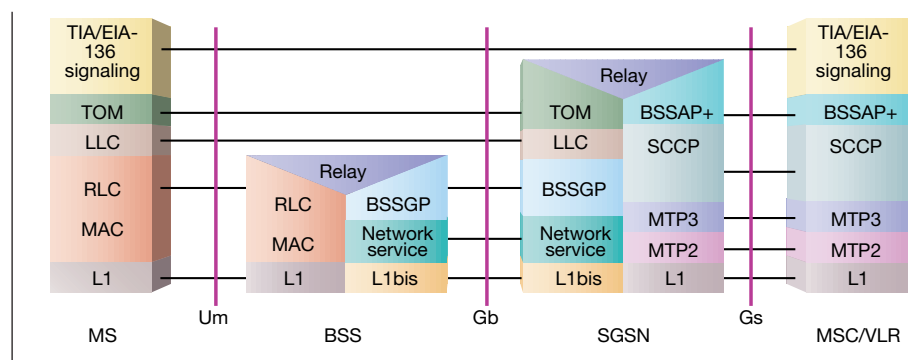 TIA/EIA-
136
signaling
TOM
LLC
RLC
MAC
L1
MS
Um
Relay
RLC
MAC
L1
BSSGP
Network
service
L1bis
BSS
Gb
Relay
TOM
LLC
BSSGP
Network
service
L1bis
BSSAP+
SCCP
MTP3
MTP2
L1
SGSN
Gs
TIA/EIA-
136
signaling
BSSAP+
SCCP
MTP3
MTP2
L1
MSC/VLR